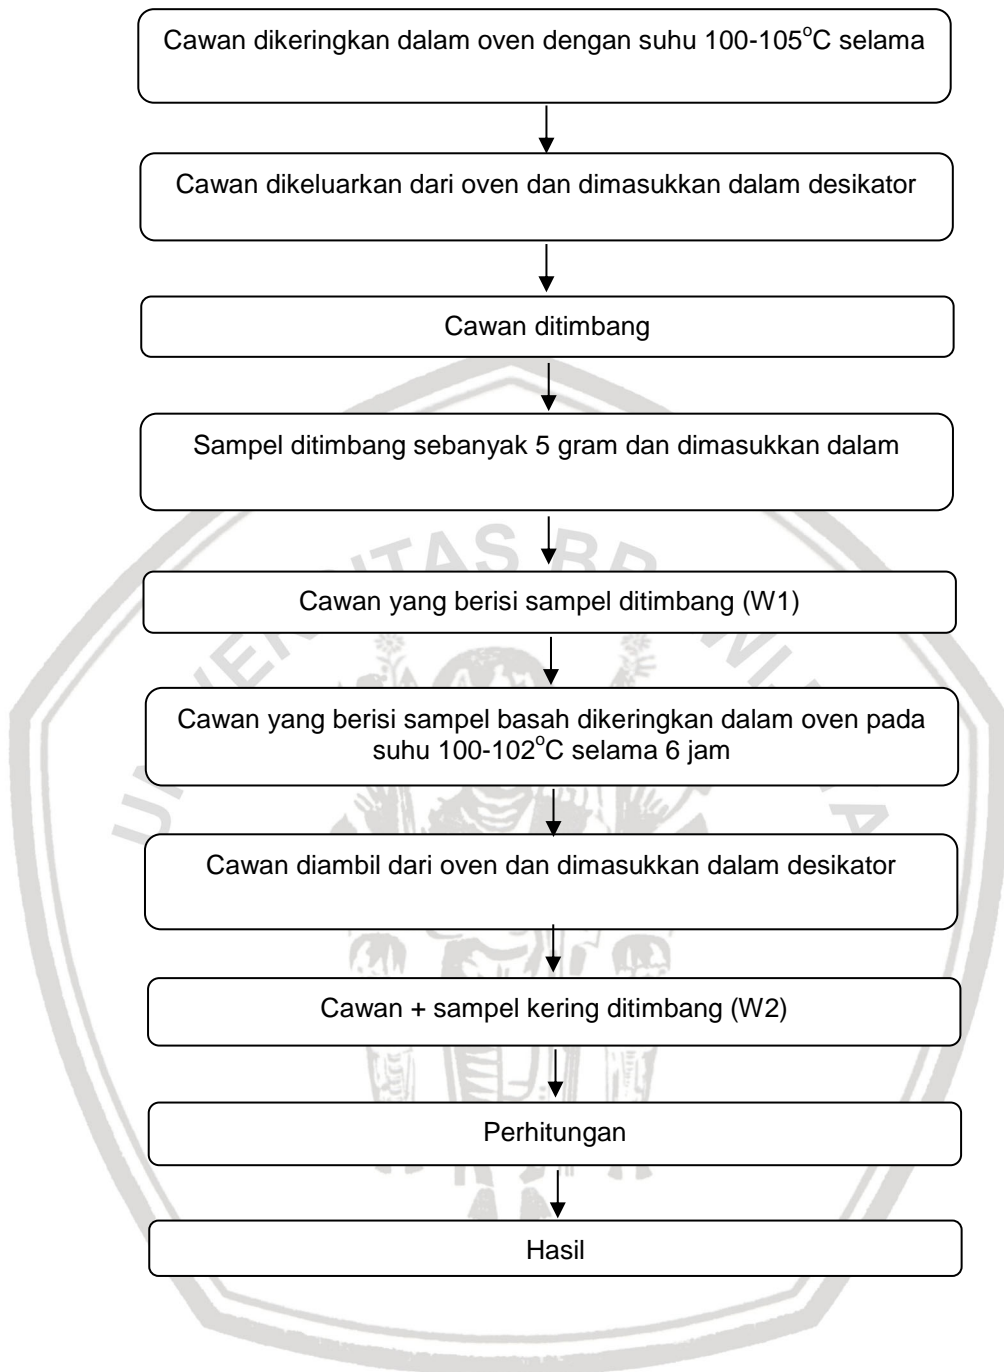 Cawan dikeringkan dalam oven dengan suhu 100-105°C selama
Cawan dikeluarkan dari oven dan dimasukkan dalam desikator
Cawan ditimbang
Sampel ditimbang sebanyak 5 gram dan dimasukkan dalam
UNIVERSITAS BRAWIJAYA
Cawan yang berisi sampel ditimbang (W1)
Cawan yang berisi sampel basah dikeringkan dalam oven pada
suhu 100-102°C selama 6 jam
Cawan diambil dari oven dan dimasukkan dalam desikator
Cawan + sampel kering ditimbang (W2)
Perhitungan
Hasil